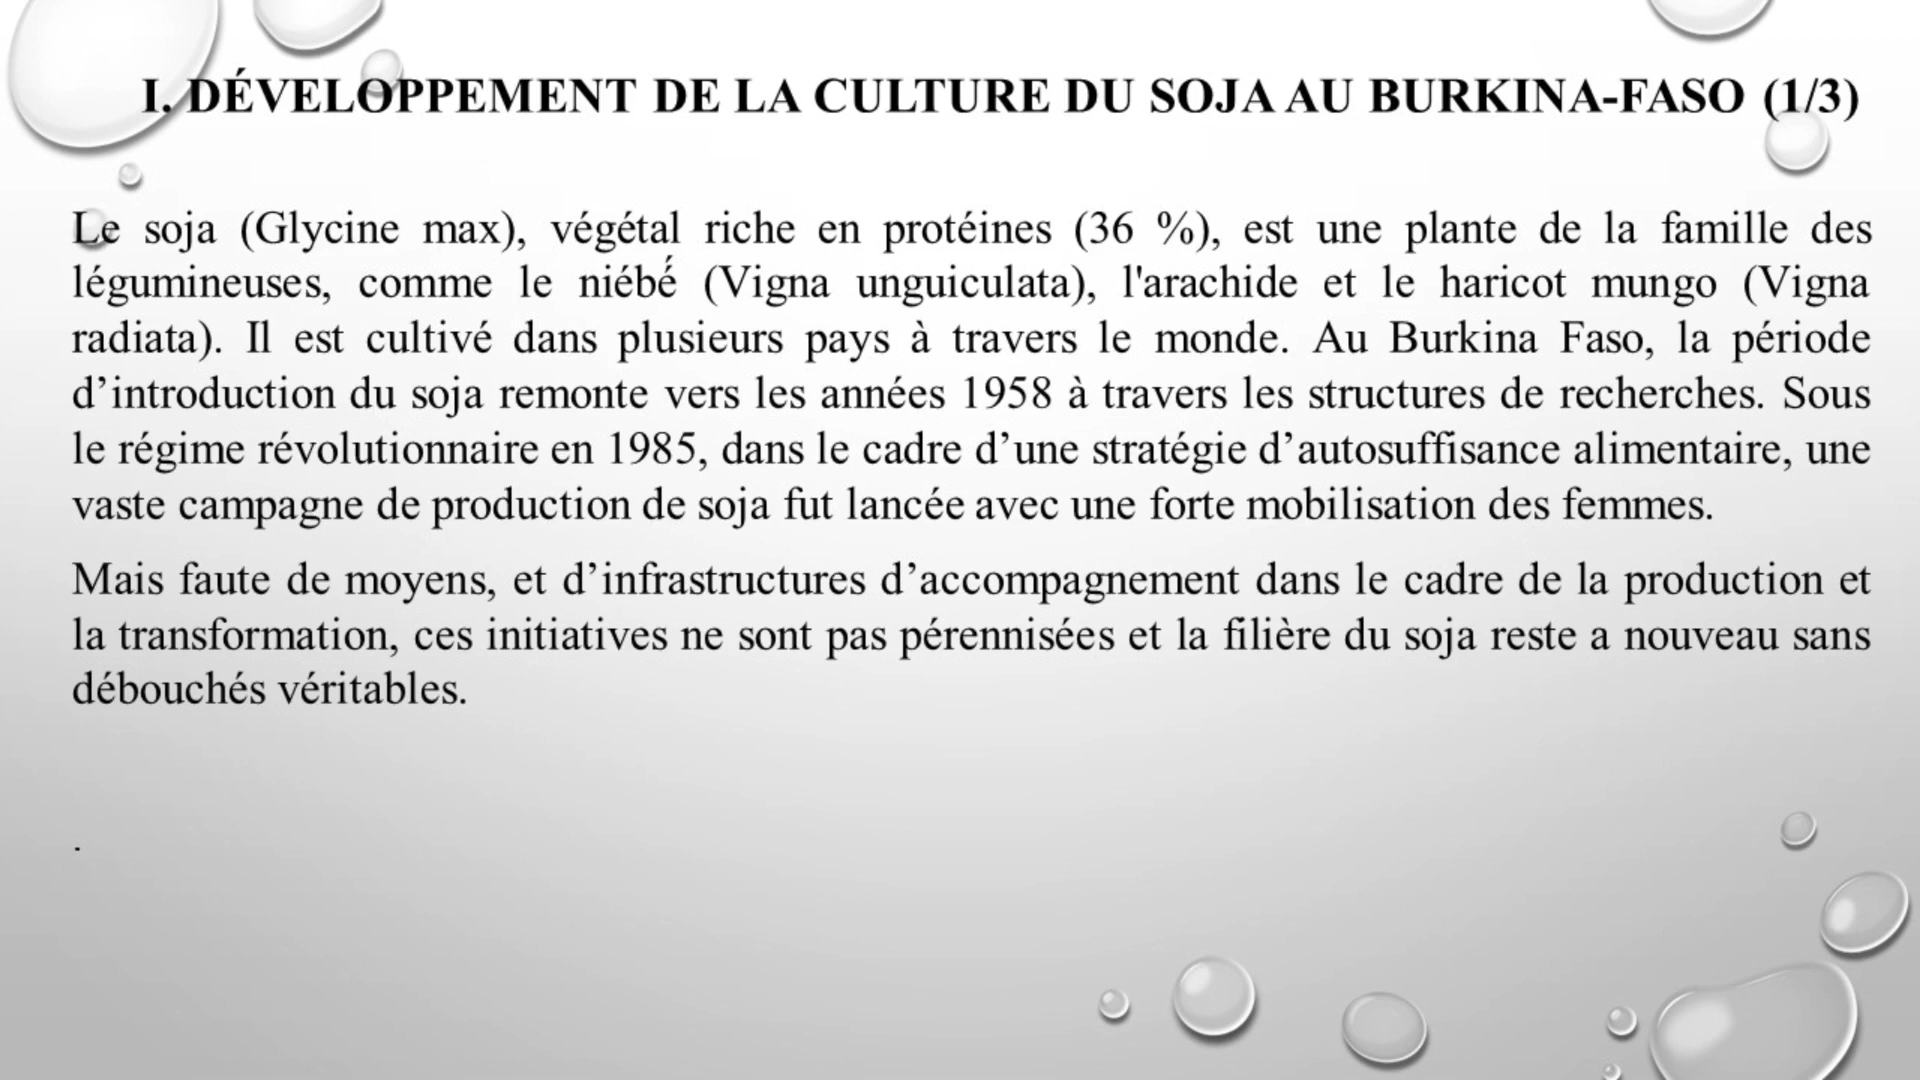 I. DÉVELOPPEMENT DE LA CULTURE DU SOJA AU BURKINA-FASO (1/3)
Le soja (Glycine max), végétal riche en protéines (36 %), est une plante de la famille des
légumineuses, comme le niébé́ (Vigna unguiculata), l'arachide et le haricot mungo (Vigna
radiata). Il est cultivé dans plusieurs pays à travers le monde. Au Burkina Faso, la période
d’introduction du soja remonte vers les années 1958 à travers les structures de recherches. Sous
le régime révolutionnaire en 1985, dans le cadre d’une stratégie d’autosuffisance alimentaire, une
vaste campagne de production de soja fut lancée avec une forte mobilisation des femmes.
Mais faute de moyens, et d’infrastructures d’accompagnement dans le cadre de la production et
la transformation, ces initiatives ne sont pas pérennisées et la filière du soja reste a nouveau sans
débouchés véritables.
.